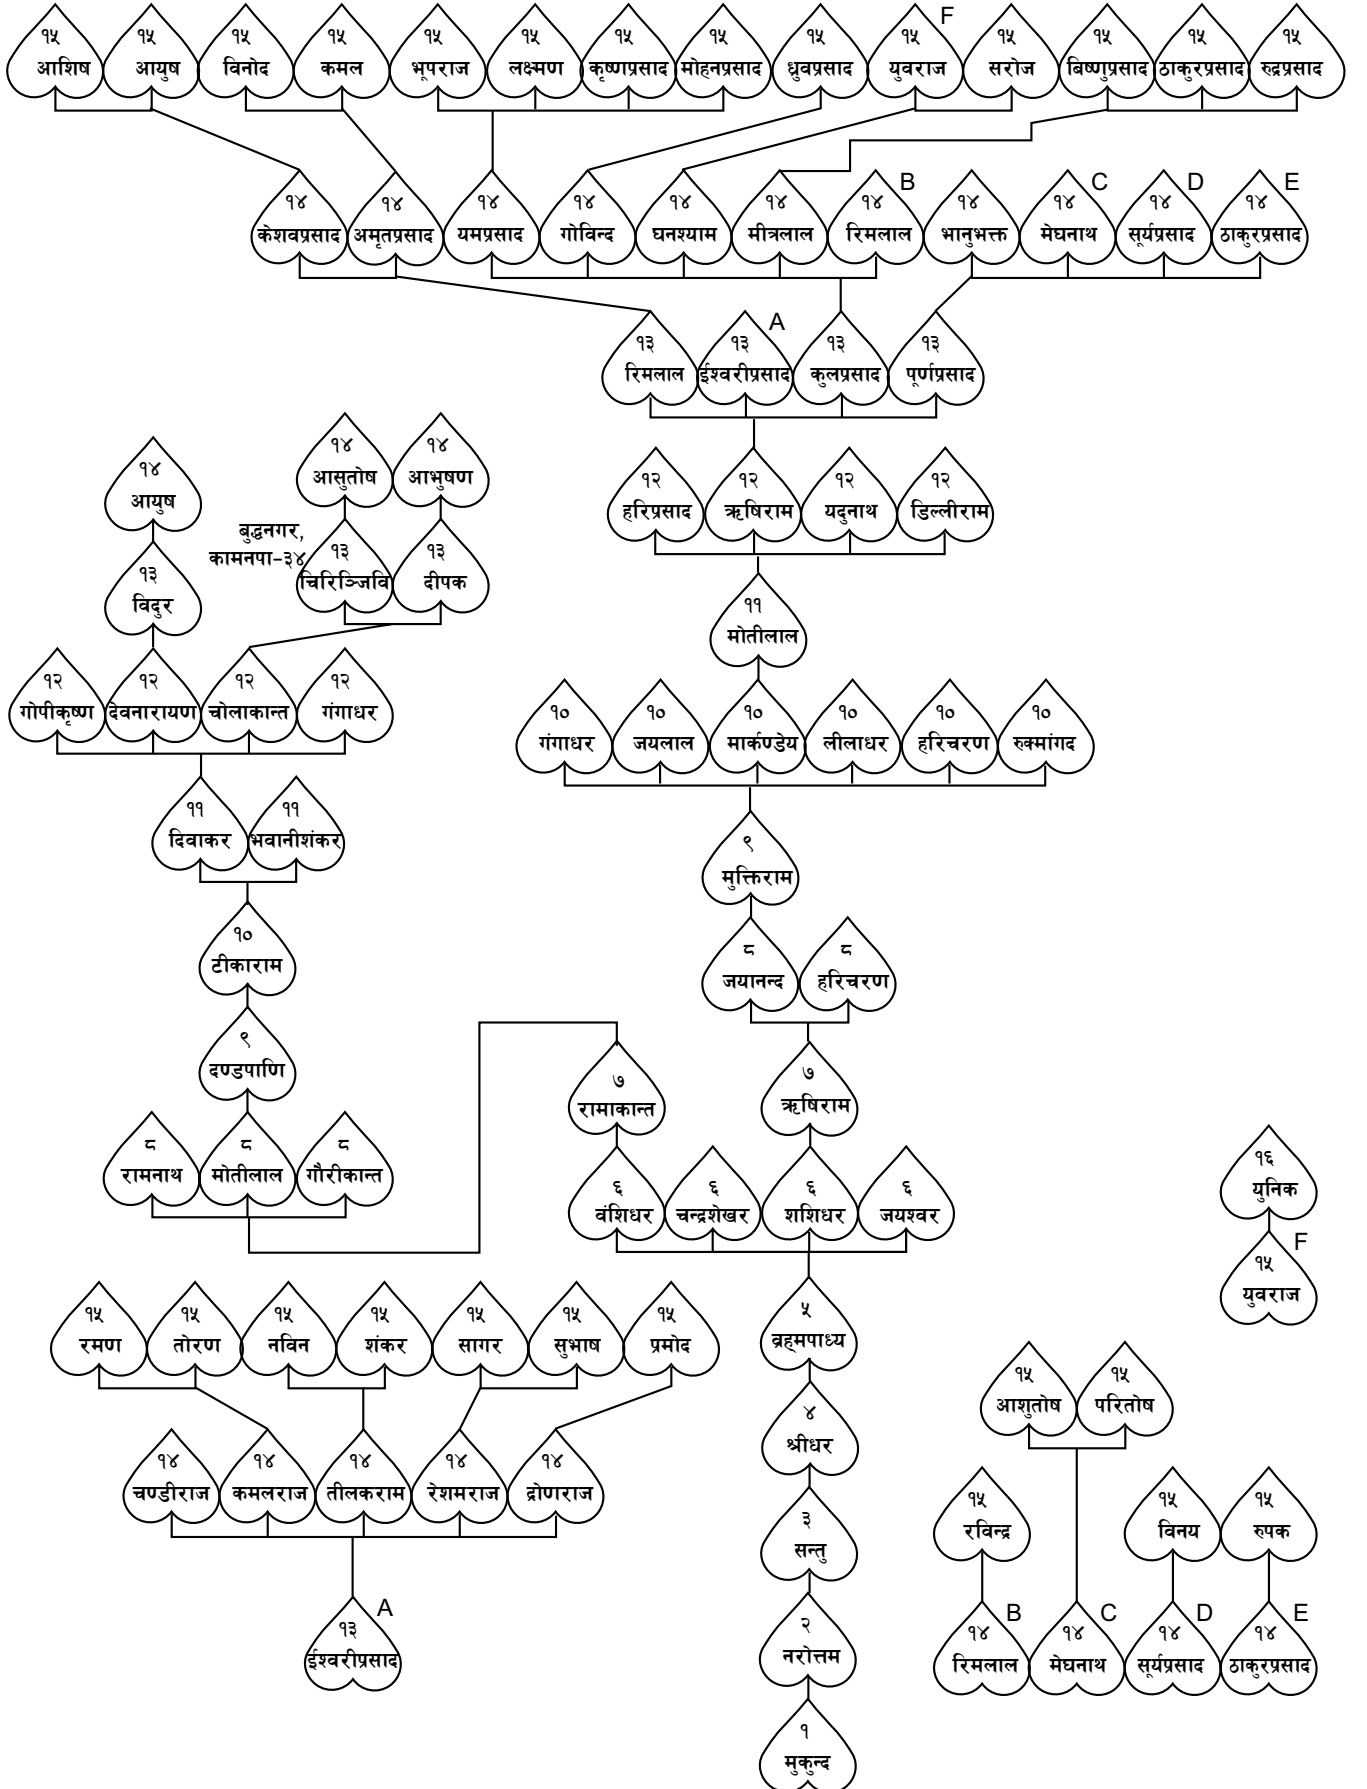 १५ १५ १५ १५ १५ १५ १५ १५ १५ १५ F १५ १५ १५ १५
आशिष आयुष विनोद कमल भूपराज लक्ष्मण कृष्णप्रसाद मोहनप्रसाद ध्रुवप्रसाद युवराज सरोज बिष्णुप्रसाद ठाकुरप्रसाद रुद्रप्रसाद
१४ १४ १४ १४ १४ १४ १४ B १४ १४ C १४ D १४ E
केशवप्रसाद अमृतप्रसाद यमप्रसाद गोविन्द घनश्याम मीत्रलाल रिमलाल भानुभक्त मेघनाथ सूर्यप्रसाद ठाकुरप्रसाद
१३ १३ A १३ १३
रिमलाल ईश्वरीप्रसाद कुलप्रसाद पूर्णप्रसाद
१२ १२ १२ १२
हरिप्रसाद ऋषिराम यदुनाथ डिल्लीराम
११
मोतीलाल
१० १० १० १० १० १०
गंगाधर जयलाल मार्कण्डेय लीलाधर हरिचरण रुक्मांगद
९
मुक्तिराम
८ ८
जयानन्द हरिचरण
७ ७
रामाकान्त ऋषिराम
६ ६ ६ ६
वंशिधर चन्द्रशेखर शशिधर जयश्वर
५
व्रहमपाध्य
४
श्रीधर
३
सन्तु
२
नरोत्तम
१
मुकुन्द
१४ १४ १४
आयुष आसुतोष आभुषण
बुद्धनगर,
कामनपा-३४
१३ १३ १३
विदुर चिरिञ्जिवि दीपक
१२ १२ १२ १२
गोपीकृष्ण देवनारायण चोलाकान्त गंगाधर
११ ११
दिवाकर भवानीशंकर
१०
टीकाराम
९
दण्डपाणि
८ ८ ८
रामनाथ मोतीलाल गौरीकान्त
१५ १५ १५ १५ १५ १५ १५
रमण तोरण नविन शंकर सागर सुभाष प्रमोद
१४ १४ १४ १४ १४
चण्डीराज कमलराज तीलकराम रेशमराज द्रोणराज
१३ A
ईश्वरीप्रसाद
१६
युनिक
१५ F
युवराज
१५ १५
आशुतोष परितोष
१५ १५ १५
रविन्द्र विनय रुपक
१४ B १४ C १४ D १४ E
रिमलाल मेघनाथ सूर्यप्रसाद ठाकुरप्रसाद